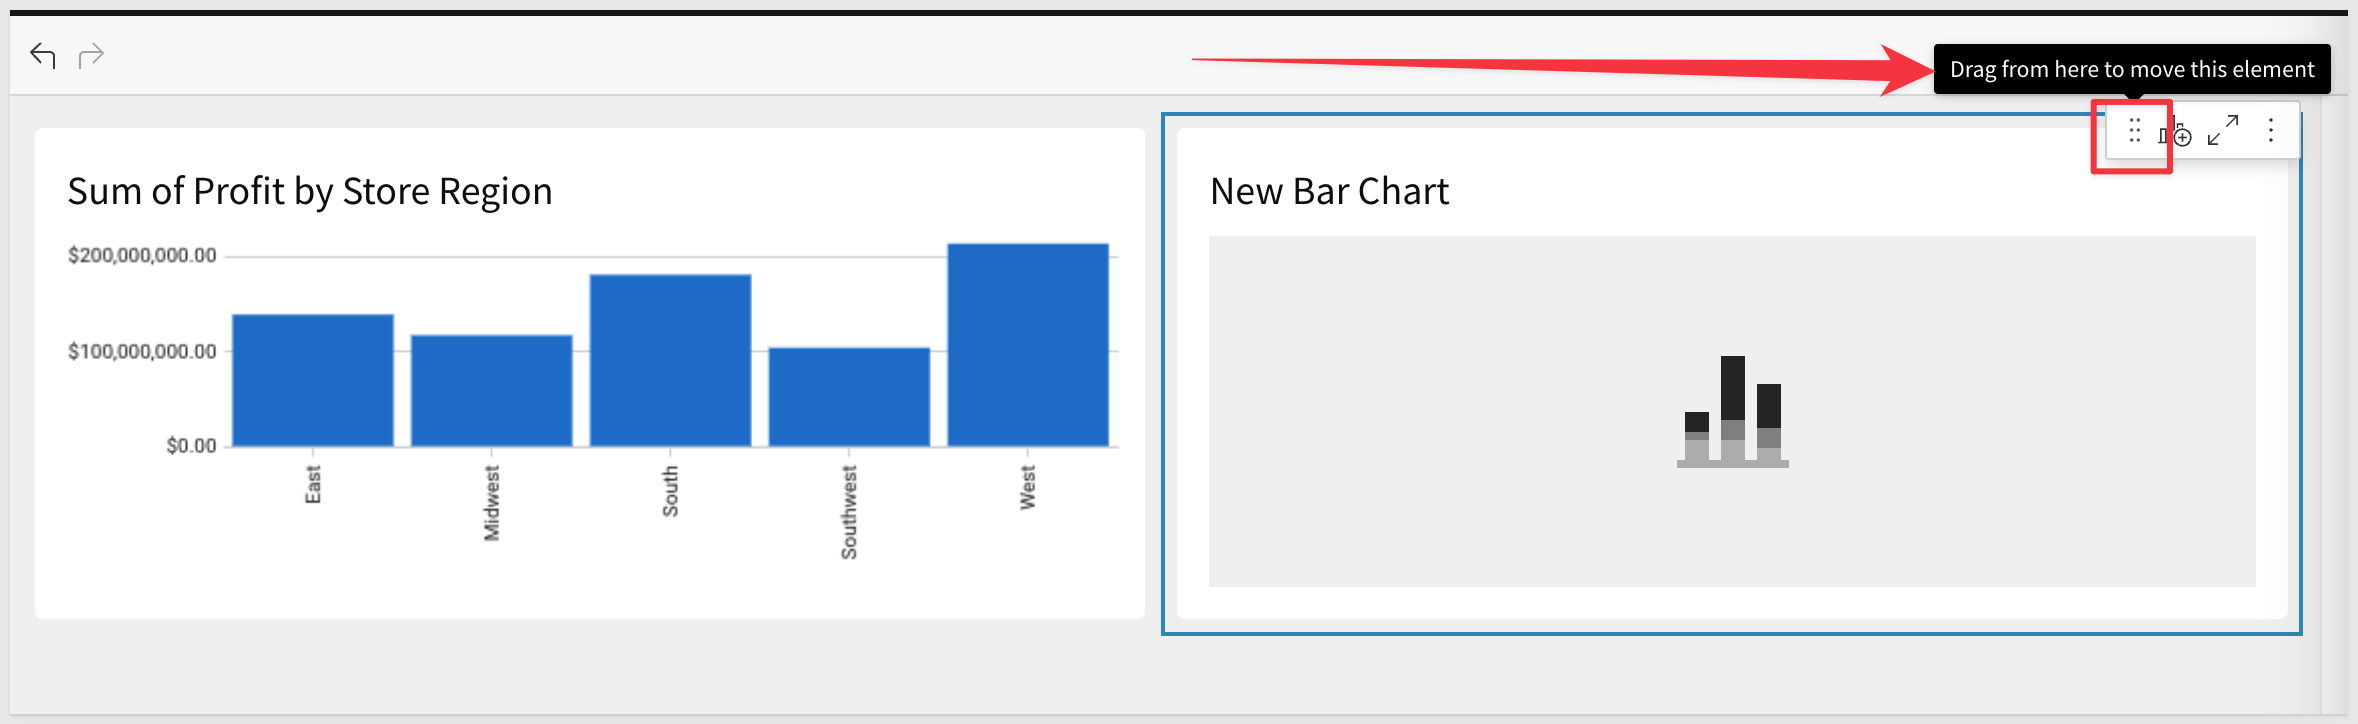 Drag from here to move this element
Sum of Profit by Store Region
$200,000,000.00
$100,000,000.00
$0.00
East
Midwest
South
Southwest
West
New Bar Chart